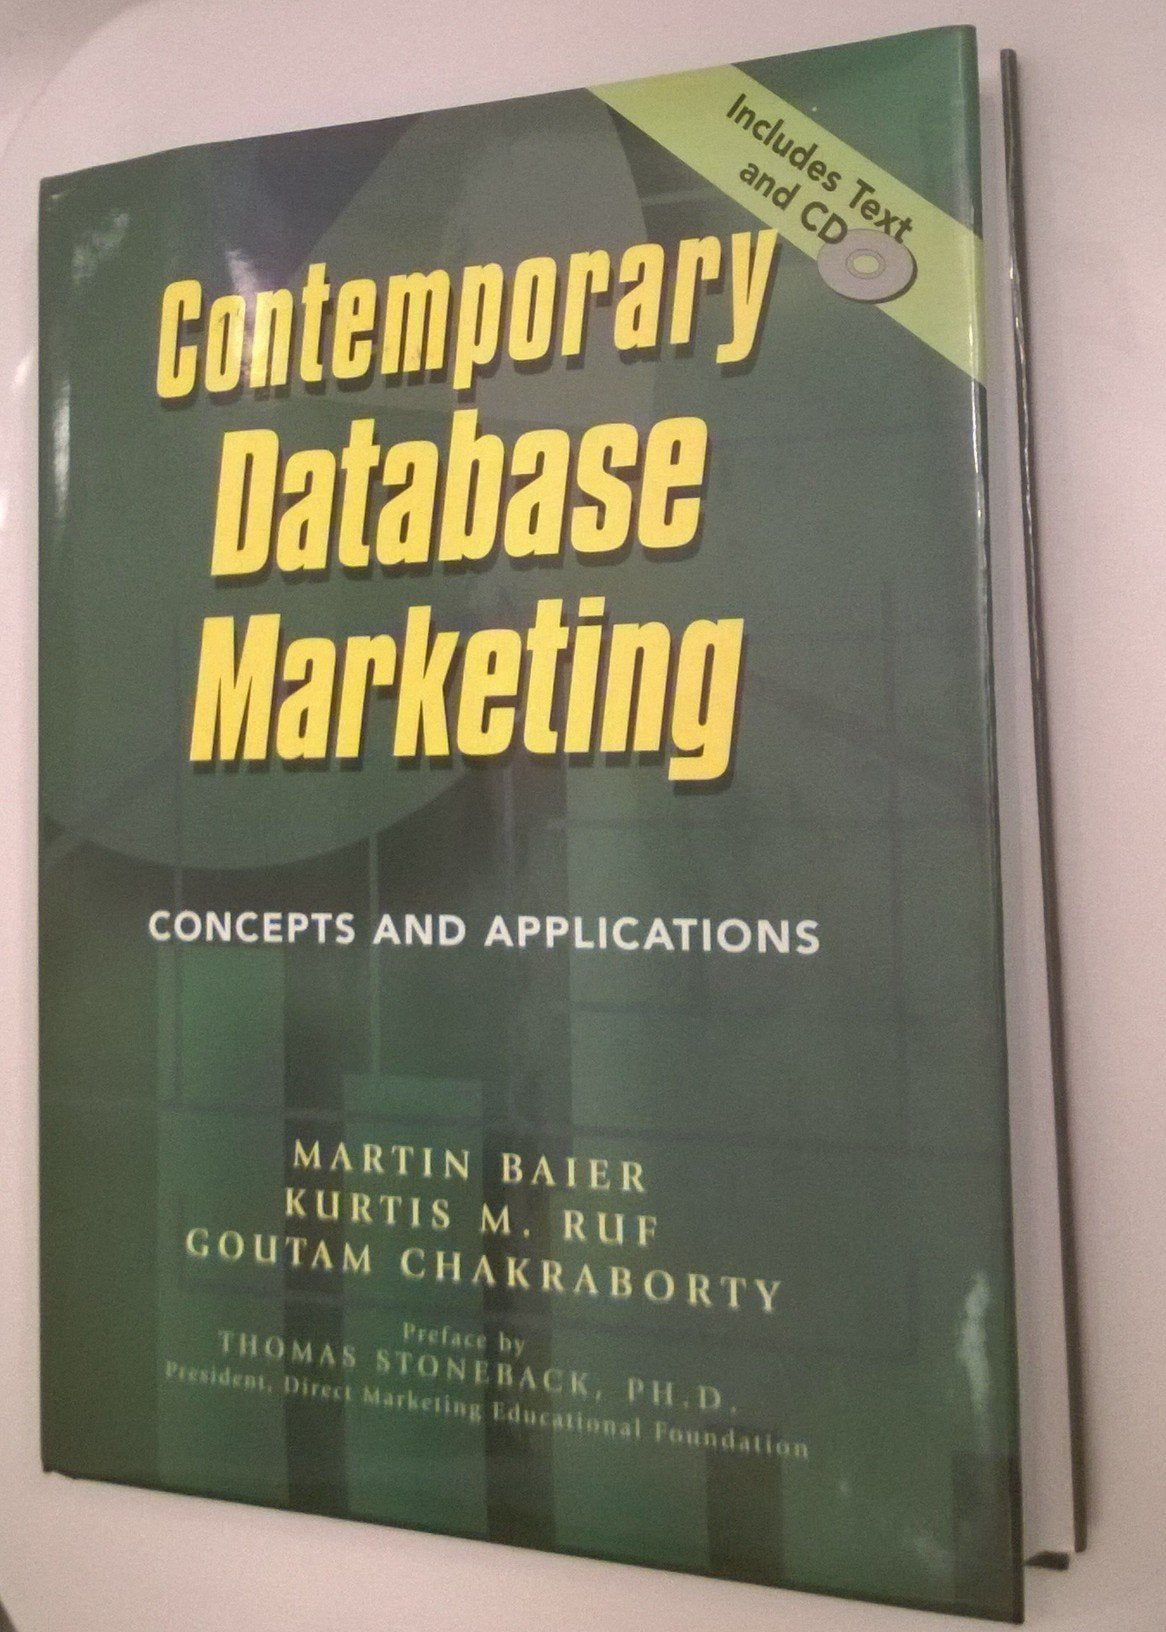 Includes Text
and CD
Contemporary
Database
Marketing
CONCEPTS AND APPLICATIONS
MARTIN BAIER
KURTIS M. RUF
GOUTAM CHAKRABORTY
Preface by
THOMAS STONEBACK, PH.D.
President, Direct Marketing Educational Foundation